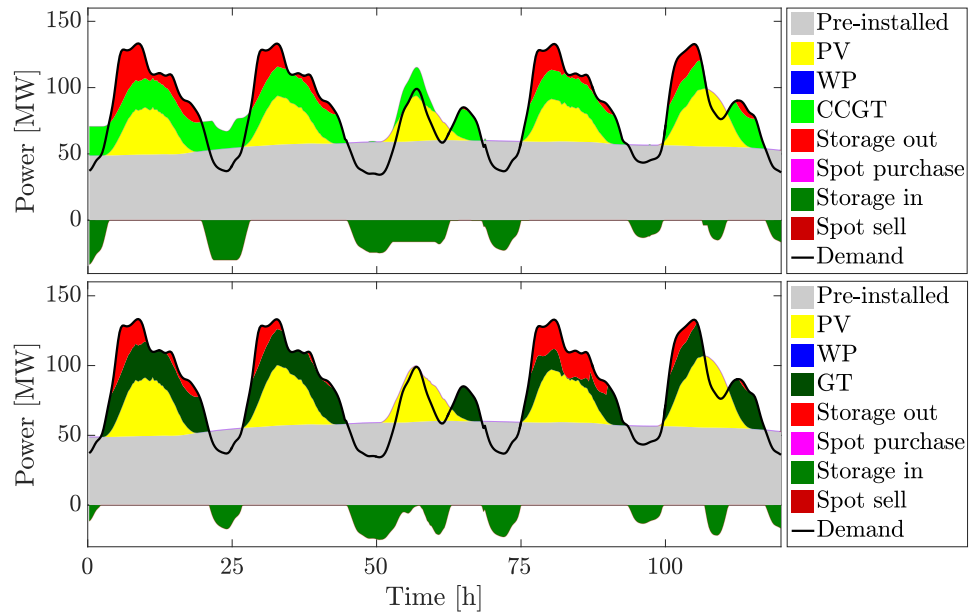 150
100
50
0
Power [MW]
Pre-installed
PV
WP
CCGT
Storage out
Spot purchase
Storage in
Spot sell
Demand
150
100
50
0
Power [MW]
Pre-installed
PV
WP
GT
Storage out
Spot purchase
Storage in
Spot sell
Demand
0 25 50 75 100
Time [h]